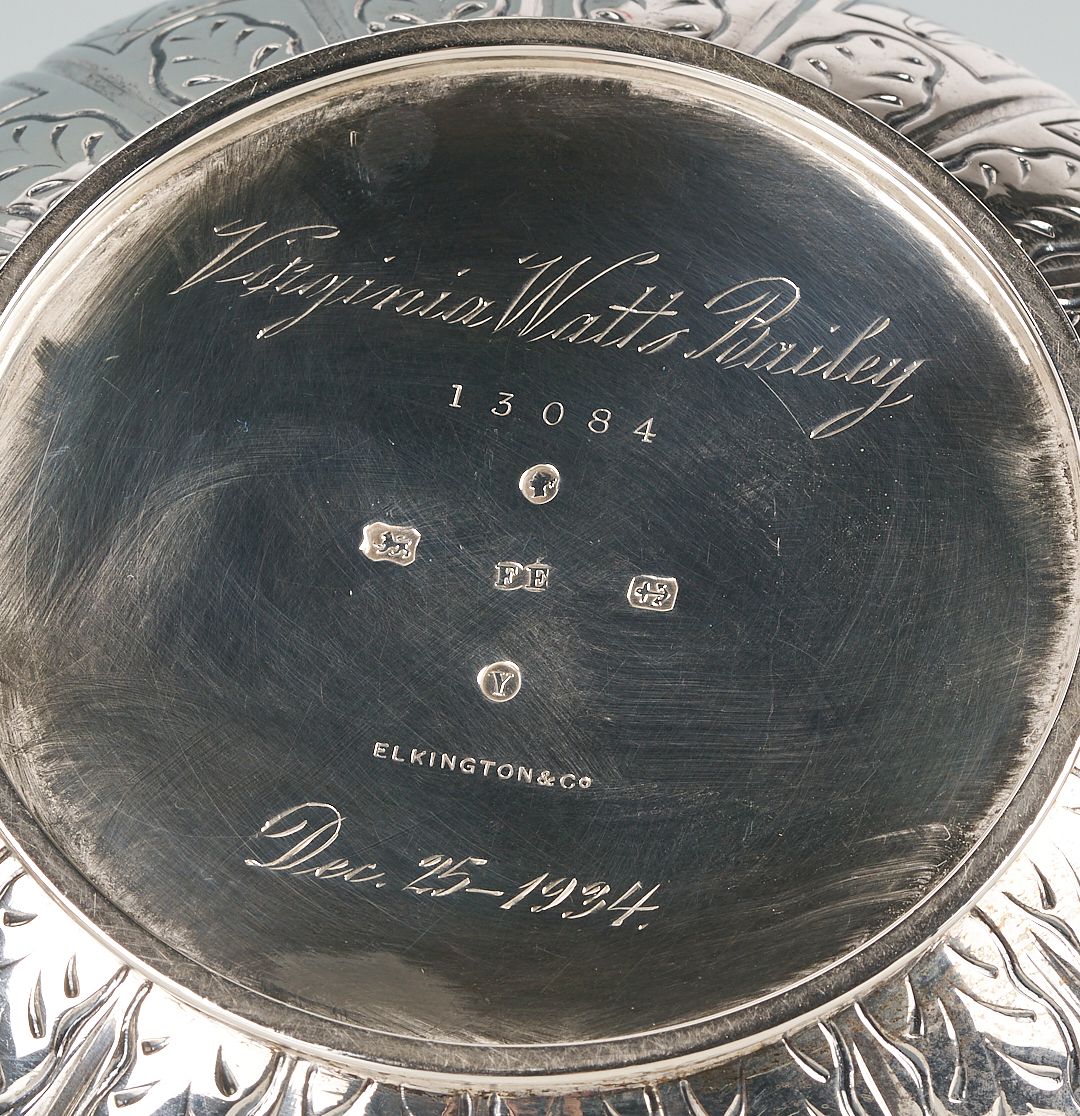 Virginia Watts Bailey
13084
FE
Y
ELKINGTON & Co
Dec. 25-1934.